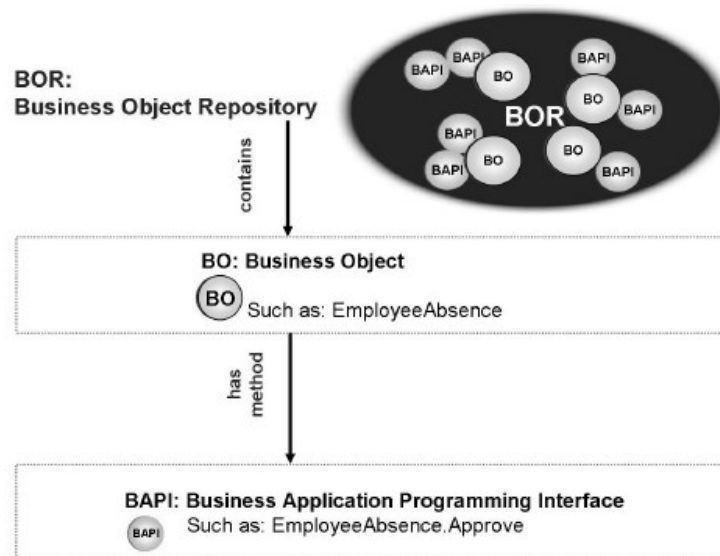 BOR:
Business Object Repository
BAPI
BAPI
BO
BAPI
BO
BAPI
BOR
BAPI
BAPI
BO
BO
BAPI
contains
BO: Business Object
BO
Such as: EmployeeAbsence
has
method
BAPI: Business Application Programming Interface
BAPI
Such as: EmployeeAbsence.Approve